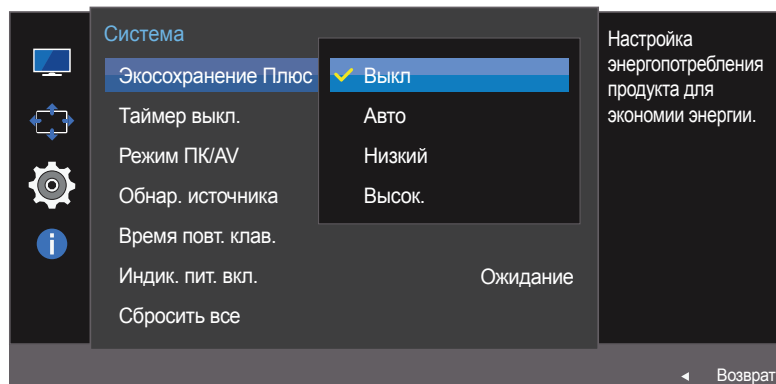 Система
Экосохранение Плюс
Выкл
Таймер выкл.
Авто
Режим ПК/AV
Низкий
Обнар. источника
Высок.
Время повт. клав.
Индик. пит. вкл.
Ожидание
Сбросить все
Настройка
энергопотребления
продукта для
экономии энергии.
Возврат